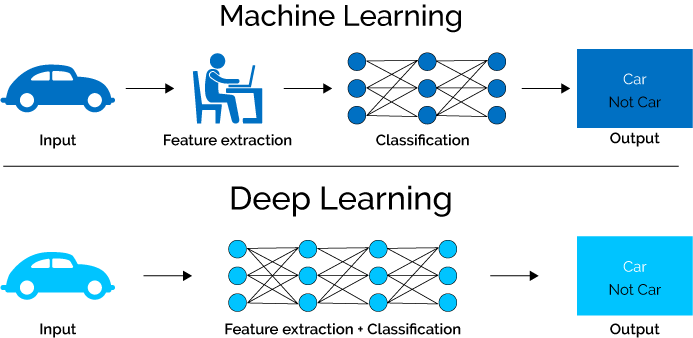 Machine Learning
Car
Not Car
Input
Feature extraction
Classification
Output
Deep Learning
Car
Not Car
Input
Feature extraction + Classification
Output